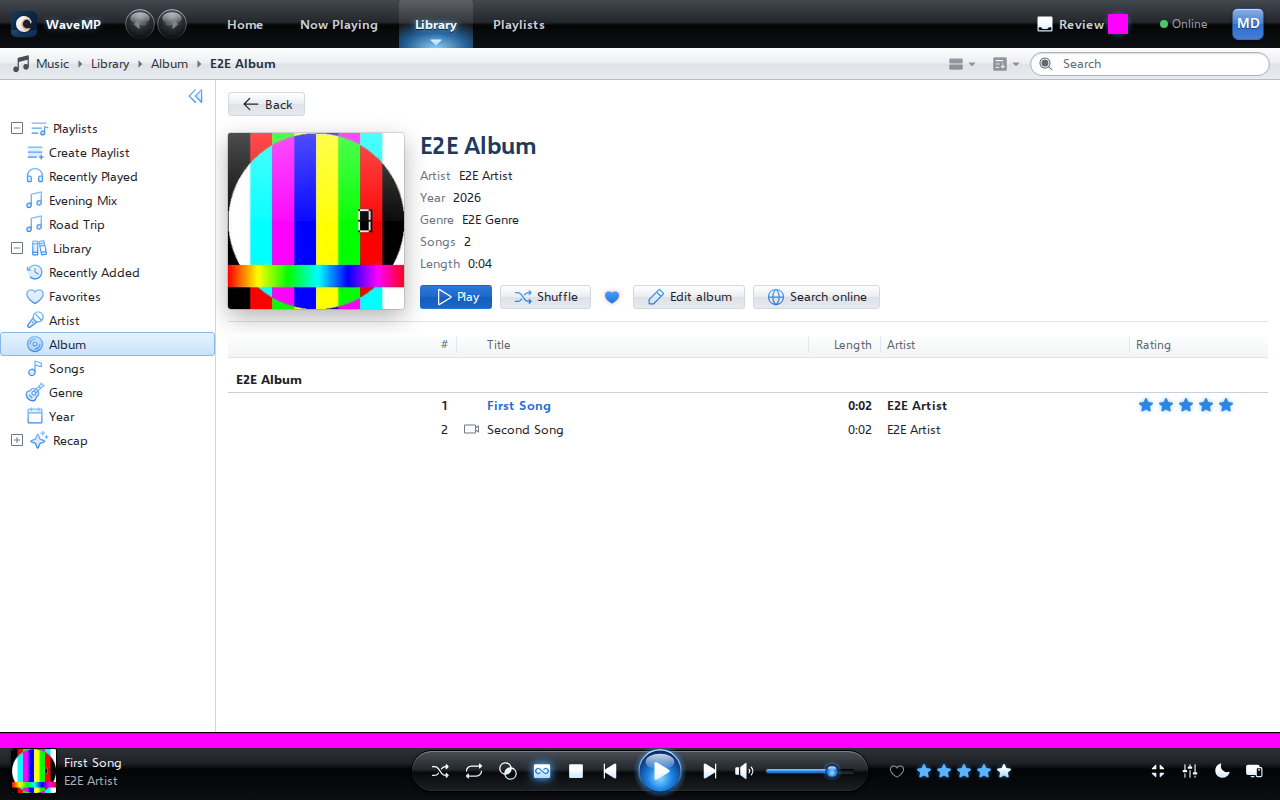 WaveMP
Home
Now Playing
Library
Playlists
Review
Online
MD
Music
Library
Album
E2E Album
Search
Playlists
Create Playlist
Recently Played
Evening Mix
Road Trip
Library
Recently Added
Favorites
Artist
Album
Songs
Genre
Year
Recap
Back
E2E Album
Artist E2E Artist
Year 2026
Genre E2E Genre
Songs 2
Length 0:04
Play
Shuffle
Edit album
Search online
# Title Length Artist Rating
E2E Album
1 First Song 0:02 E2E Artist
2 Second Song 0:02 E2E Artist
First Song
E2E Artist